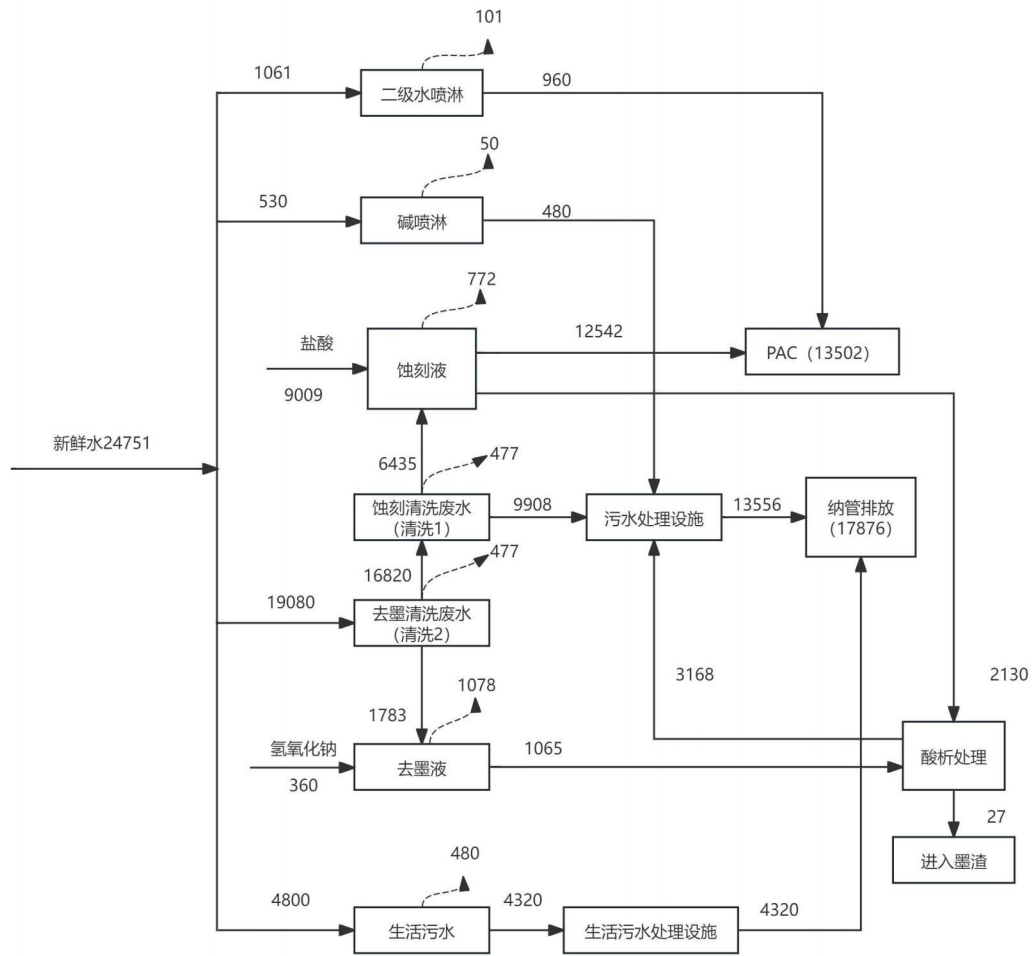 101
1061
二级水喷淋
960
50
530
碱喷淋
480
772
盐酸
12542
蚀刻液
PAC（13502）
9009
新鲜水24751
6435
477
蚀刻清洗废水
（清洗1）
9908
污水处理设施
13556
纳管排放
（17876）
16820
477
19080
去墨清洗废水
（清洗2）
1078
3168
2130
1783
氢氧化钠
360
去墨液
1065
酸析处理
27
进入墨渣
480
4800
生活污水
4320
生活污水处理设施
4320